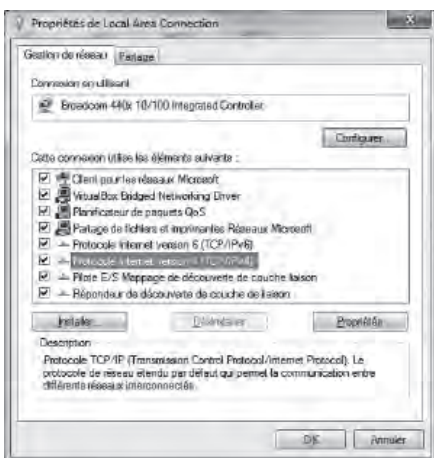 Propriétés de Local Area Connection
Gestion de réseau
Partage
Connexion en utilisant
Broadcom 440x 10/100 Integrated Controller
Configurer...
Cette connexion utilise les éléments suivants :
Client pour les réseaux Microsoft
VirtualBox Bridged Networking Driver
Planificateur de paquets QoS
Partage de fichiers et imprimantes Réseaux Microsoft
Protocole Internet version 6 (TCP/IPv6)
Protocole Internet version 4 (TCP/IPv4)
Pilote E/S Mappage de découverte de couche liaison
Répondeur de découverte de couche de liaison
Installer...
Désinstaller
Propriétés
Description
Protocole TCP/IP (Transmission Control Protocol/Internet Protocol). Le
protocole de réseau étendu par défaut qui permet la communication entre
différents réseaux interconnectés.
OK
Annuler